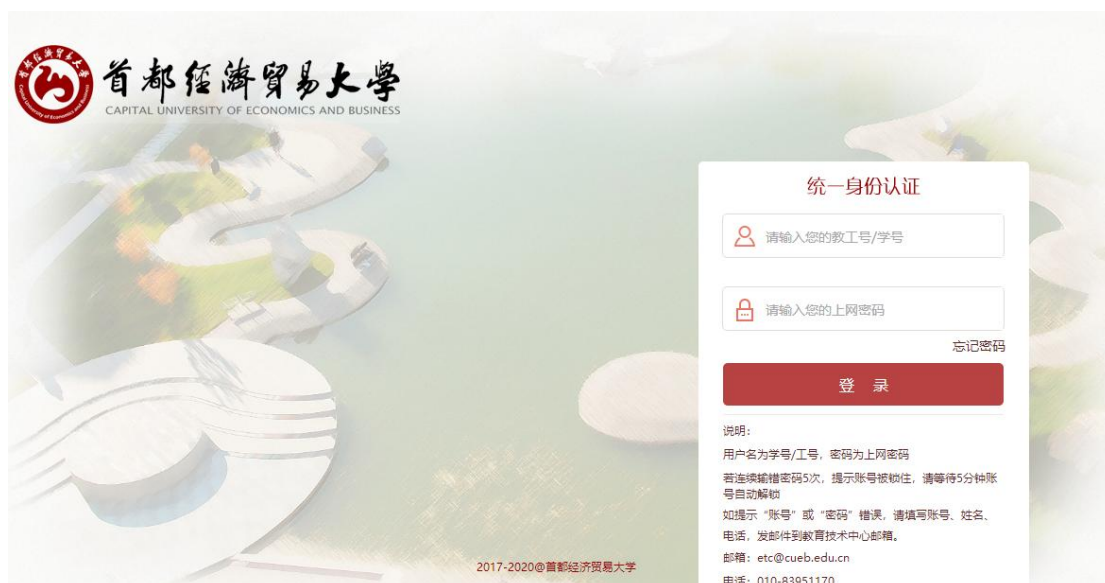 首都经济贸易大学
CAPITAL UNIVERSITY OF ECONOMICS AND BUSINESS
统一身份认证
请输入您的教工号/学号
请输入您的上网密码
忘记密码
登 录
说明：
用户名为学号/工号，密码为上网密码
若连续输错密码5次，提示账号被锁住，请等待5分钟账
号自动解锁
如提示“账号”或“密码”错误，请填写账号、姓名、
电话，发邮件到教育技术中心邮箱。
邮箱：etc@cueb.edu.cn
电话：010-83951170
2017-2020@首都经济贸易大学